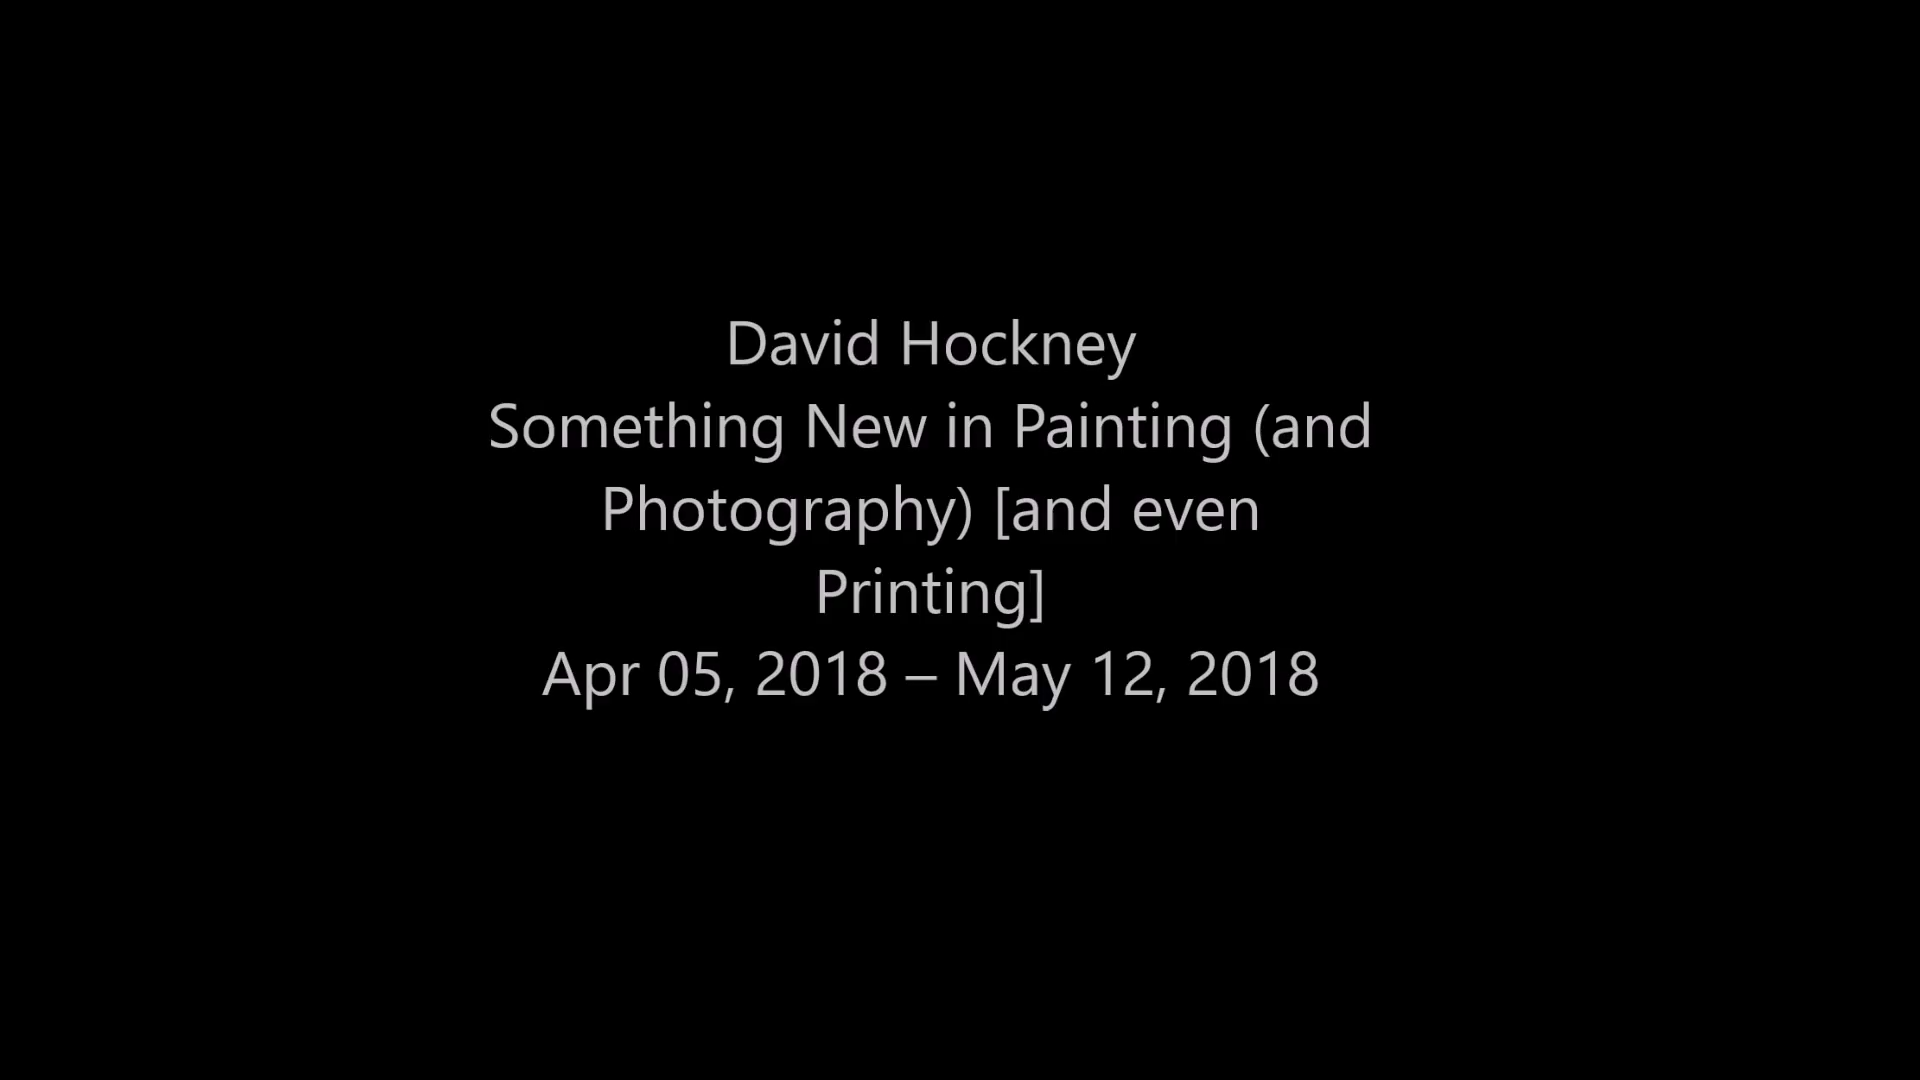 David Hockney
Something New in Painting (and
Photography) [and even
Printing]
Apr 05, 2018 – May 12, 2018